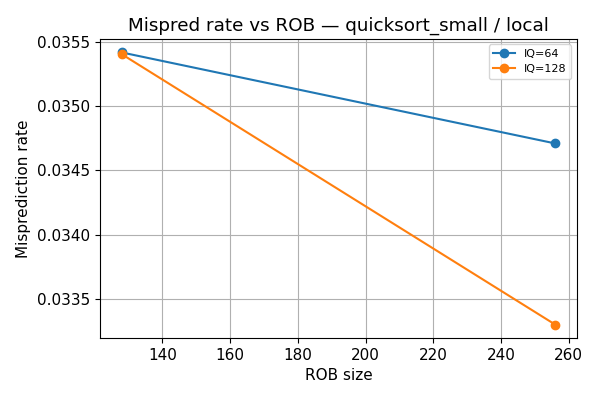 Mispred rate vs ROB — quicksort_small / local
IQ=64
IQ=128
Misprediction rate
0.0355
0.0350
0.0345
0.0340
0.0335
140 160 180 200 220 240 260
ROB size